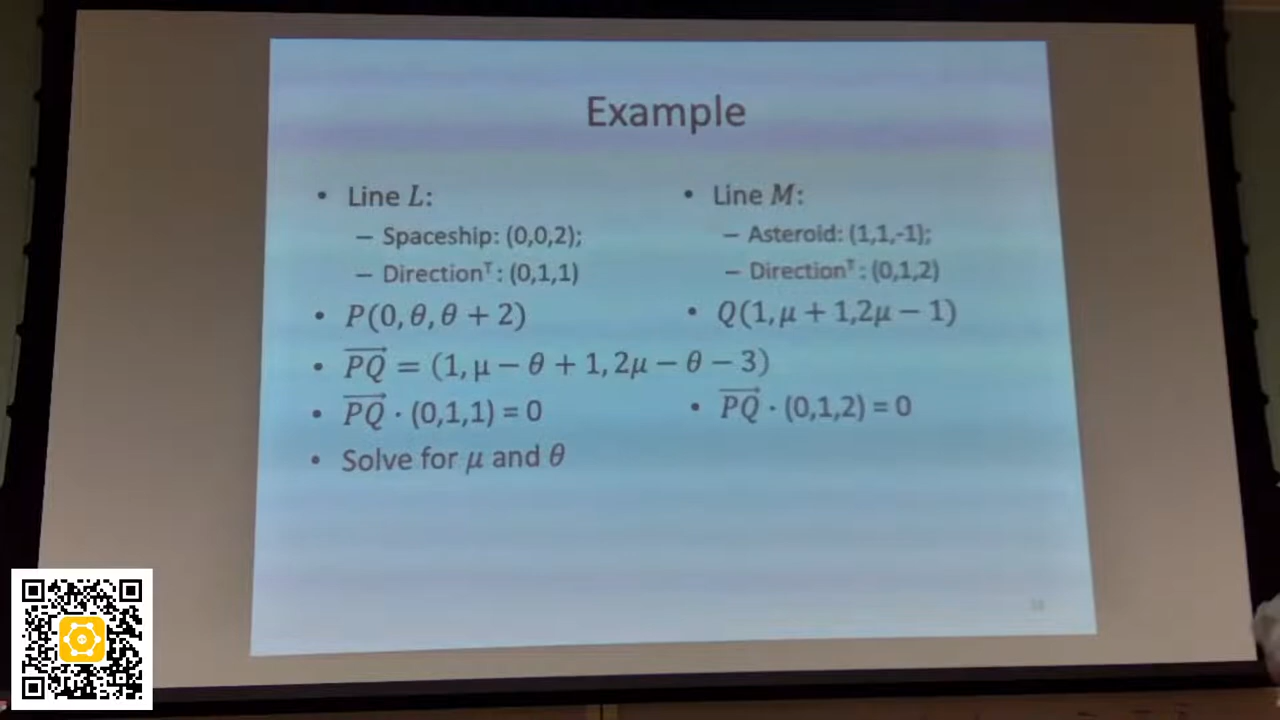 Example
• Line L:
– Spaceship: (0,0,2);
– Directionᵀ: (0,1,1)
• Line M:
– Asteroid: (1,1,-1);
– Directionᵀ: (0,1,2)
• P(0, θ, θ + 2)
• Q(1, μ + 1,2μ − 1)
• PQ⃗ = (1, μ − θ + 1, 2μ − θ − 3)
• PQ⃗ · (0,1,1) = 0
• PQ⃗ · (0,1,2) = 0
• Solve for μ and θ